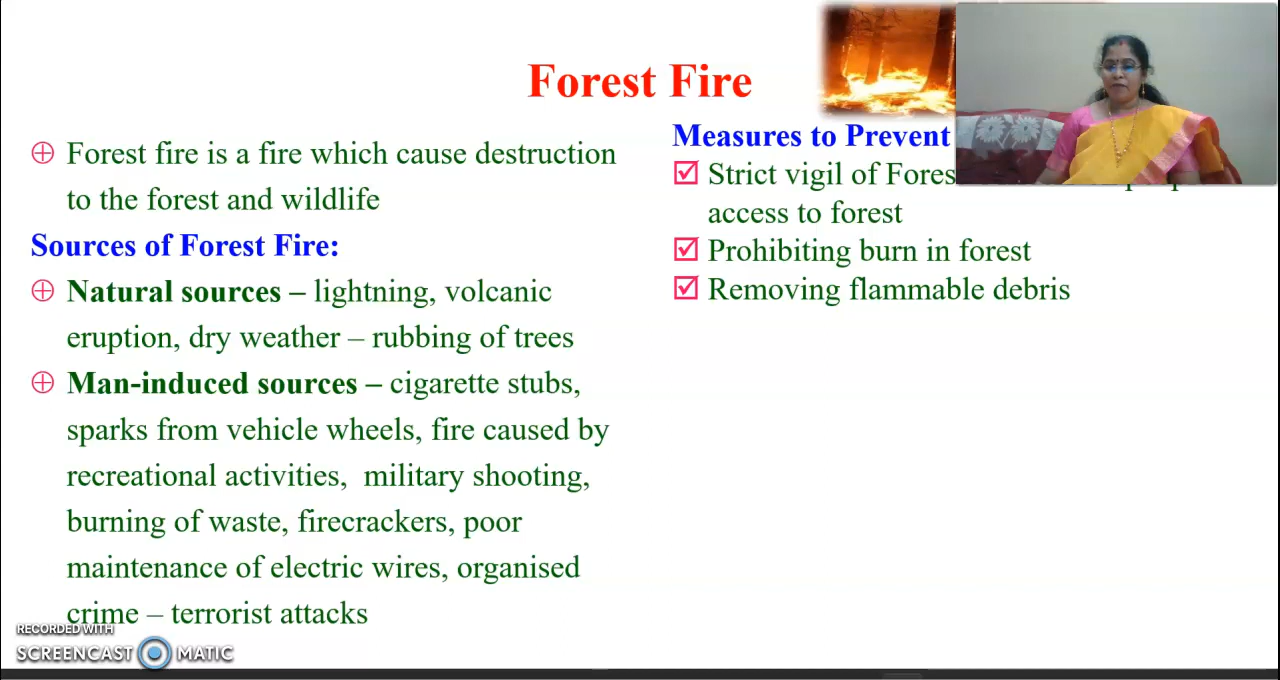 Forest Fire
Forest fire is a fire which cause destruction
to the forest and wildlife
Sources of Forest Fire:
Natural sources – lightning, volcanic
eruption, dry weather – rubbing of trees
Man-induced sources – cigarette stubs,
sparks from vehicle wheels, fire caused by
recreational activities,  military shooting,
burning of waste, firecrackers, poor
maintenance of electric wires, organised
crime – terrorist attacks
Measures to Prevent
Strict vigil of
access to forest
Prohibiting burn in forest
Removing flammable debris
RECORDED WITH
SCREENCAST MATIC